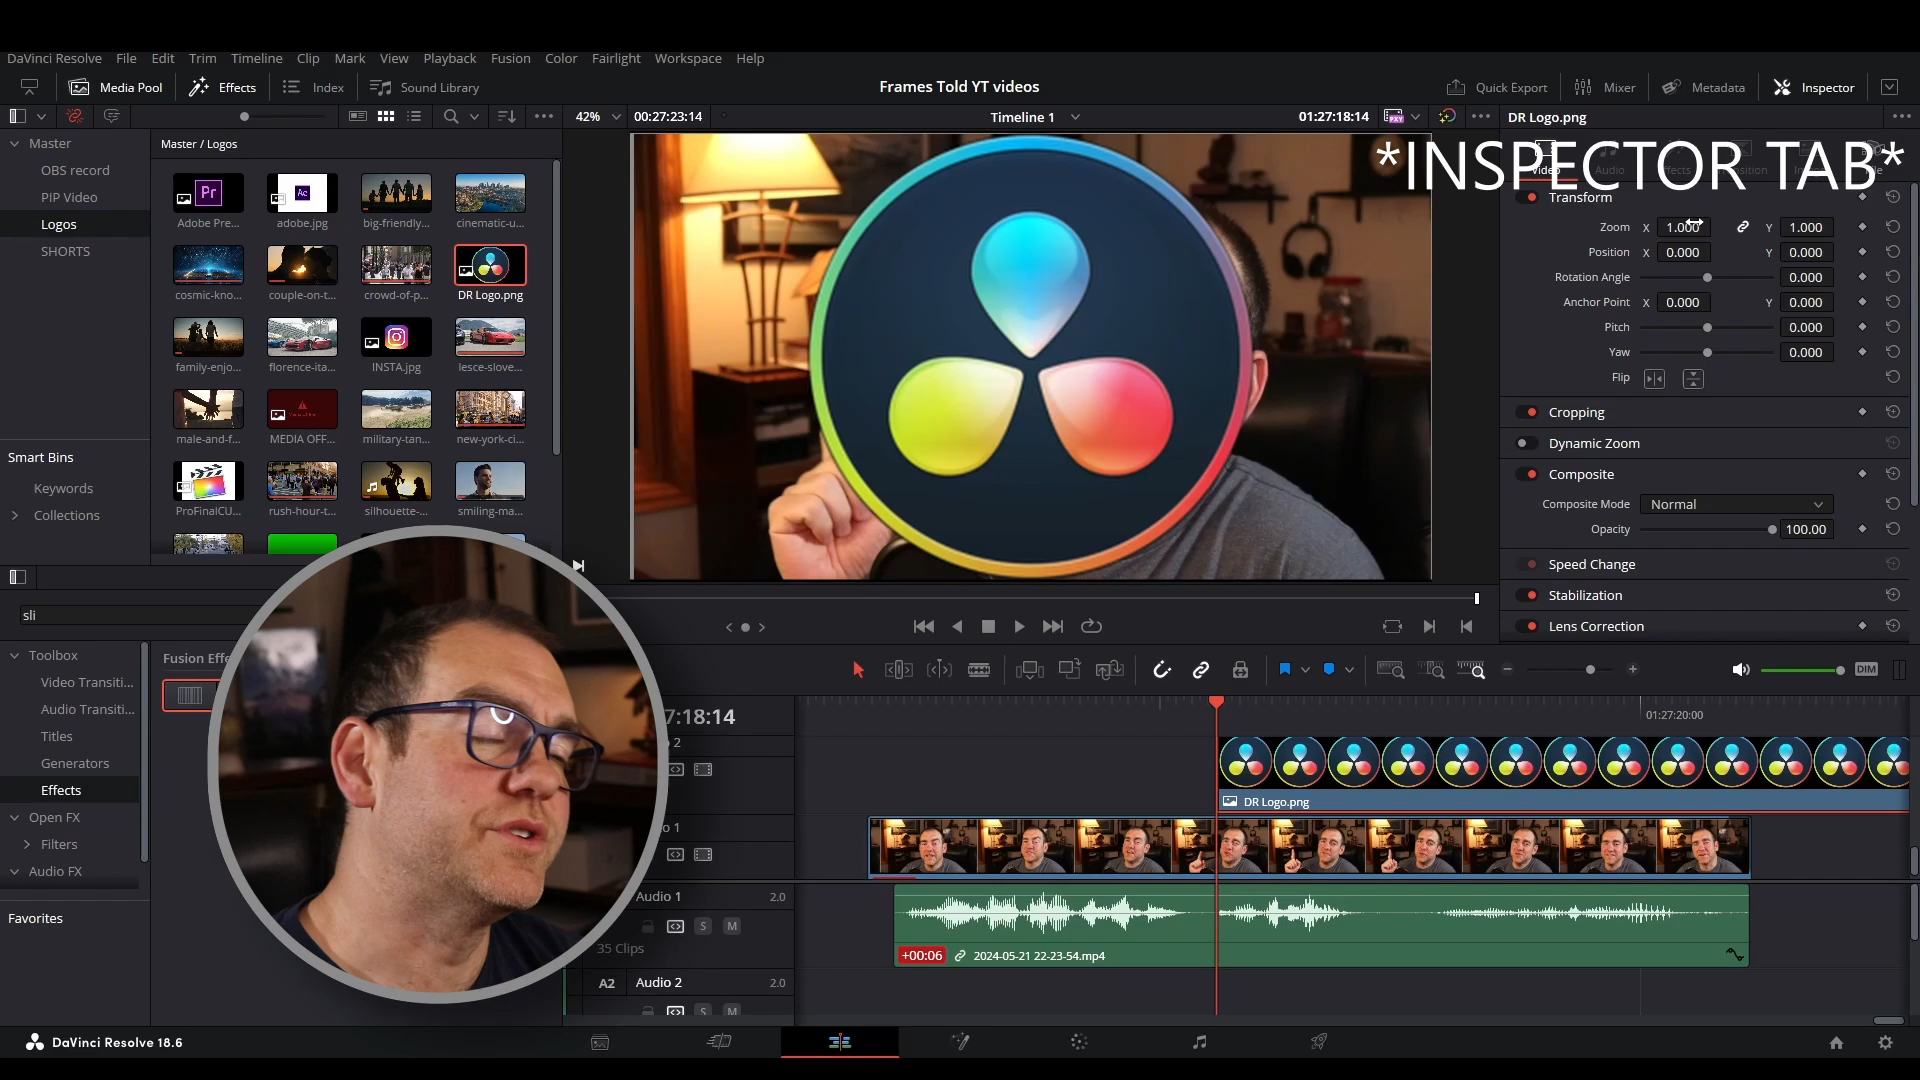 DaVinci Resolve File Edit Trim Timeline Clip Mark View Playback Fusion Color Fairlight Workspace Help
Media Pool Effects Index Sound Library
Frames Told YT videos
Quick Export Mixer Metadata Inspector
42% 00:27:23:14 Timeline 1 01:27:18:14
DR Logo.png
*INSPECTOR TAB*
Master
OBS record
PIP Video
Logos
SHORTS
Smart Bins
Keywords
Collections
Master / Logos
Adobe Pre... adobe.jpg big-friendly... cinematic-u...
cosmic-kno... couple-on-t... crowd-of-p... DR Logo.png
family-enjo... florence-ita... INSTA.jpg lesce-slove...
male-and-f... MEDIA OFF... military-tan... new-york-ci...
ProFinalCU... rush-hour-t... silhouette-... smiling-ma...
Transform
Zoom X 1.000 Y 1.000
Position X 0.000 Y 0.000
Rotation Angle 0.000
Anchor Point X 0.000 Y 0.000
Pitch 0.000
Yaw 0.000
Flip
Cropping
Dynamic Zoom
Composite
Composite Mode Normal
Opacity 100.00
Speed Change
Stabilization
Lens Correction
sli
Toolbox
Video Transiti...
Audio Transiti...
Titles
Generators
Effects
Open FX
Filters
Audio FX
Favorites
Fusion Effe
DIM
7:18:14
01:27:20:00
o 2
DR Logo.png
o 1
Audio 1 2.0
S M
35 Clips
+00:06 2024-05-21 22-23-54.mp4
A2 Audio 2 2.0
S M
DaVinci Resolve 18.6